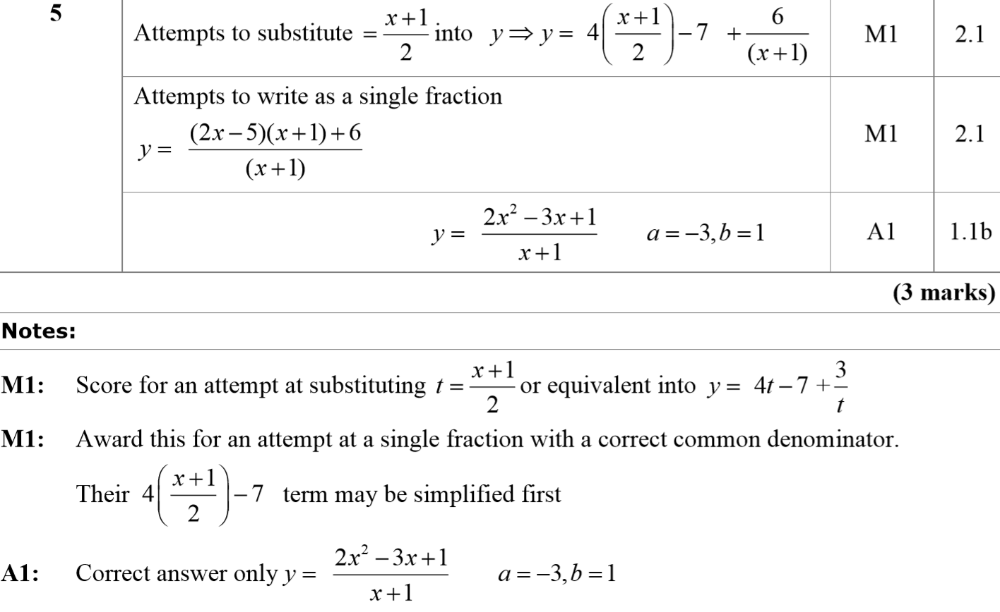 5 Attempts to substitute = \frac{x+1}{2} into y ⇒ y = 4\left(\frac{x+1}{2}\right) − 7 + \frac{6}{(x+1)} M1 2.1
Attempts to write as a single fraction
y = \frac{(2x−5)(x+1)+6}{(x+1)} M1 2.1
y = \frac{2x^2−3x+1}{x+1} a = −3, b = 1 A1 1.1b
(3 marks)
Notes:
M1: Score for an attempt at substituting t = \frac{x+1}{2} or equivalent into y = 4t − 7 + \frac{3}{t}
M1: Award this for an attempt at a single fraction with a correct common denominator.
Their 4\left(\frac{x+1}{2}\right) − 7 term may be simplified first
A1: Correct answer only y = \frac{2x^2−3x+1}{x+1} a = −3, b = 1